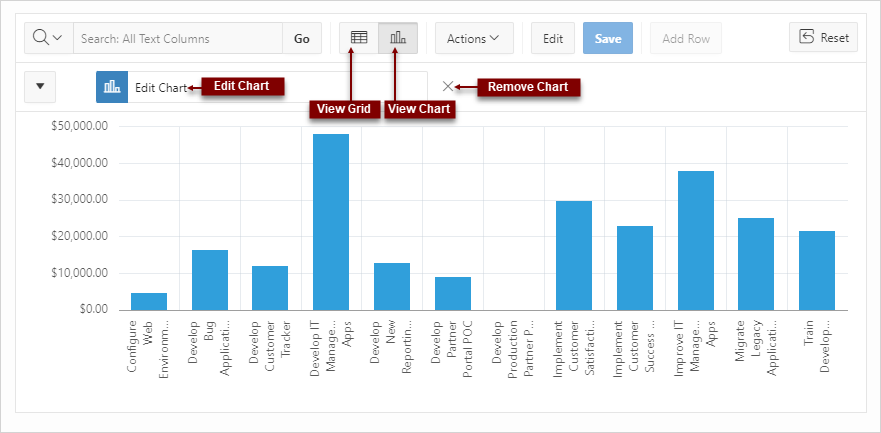 Search: All Text Columns
Go
Actions
Edit
Save
Add Row
Reset
Edit Chart
Edit Chart
View Grid
View Chart
Remove Chart
$50,000.00
$40,000.00
$30,000.00
$20,000.00
$10,000.00
$0.00
Configure
Web
Environm...
Develop
Bug
Applicati...
Develop
Customer
Tracker
Develop IT
Manage...
Apps
Develop
New
Reportin...
Develop
Partner
Portal POC
Develop
Production
Partner P...
Implement
Customer
Satisfacti...
Implement
Customer
Success ...
Improve IT
Manage...
Apps
Migrate
Legacy
Applicati...
Train
Develop...